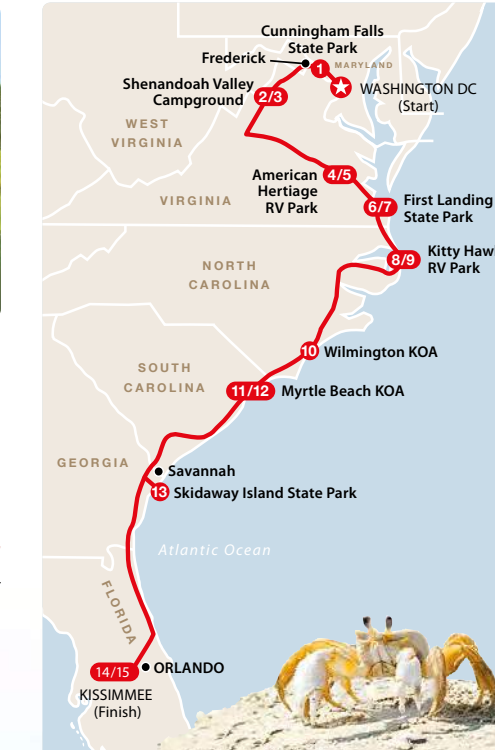 Cunningham Falls
State Park
Frederick
1
MARYLAND
WASHINGTON DC
(Start)
Shenandoah Valley
Campground
2/3
WEST
VIRGINIA
American
Hertiage
RV Park
4/5
VIRGINIA
6/7
First Landing
State Park
8/9
Kitty Haw
RV Park
NORTH
CAROLINA
10
Wilmington KOA
SOUTH
CAROLINA
11/12
Myrtle Beach KOA
GEORGIA
Savannah
13
Skidaway Island State Park
Atlantic Ocean
FLORIDA
14/15
ORLANDO
KISSIMMEE
(Finish)